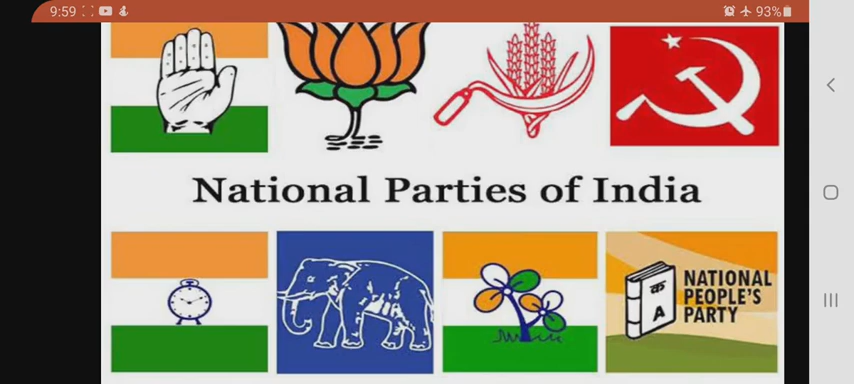 9:59
93%
National Parties of India
क
A
NATIONAL
PEOPLE'S
PARTY